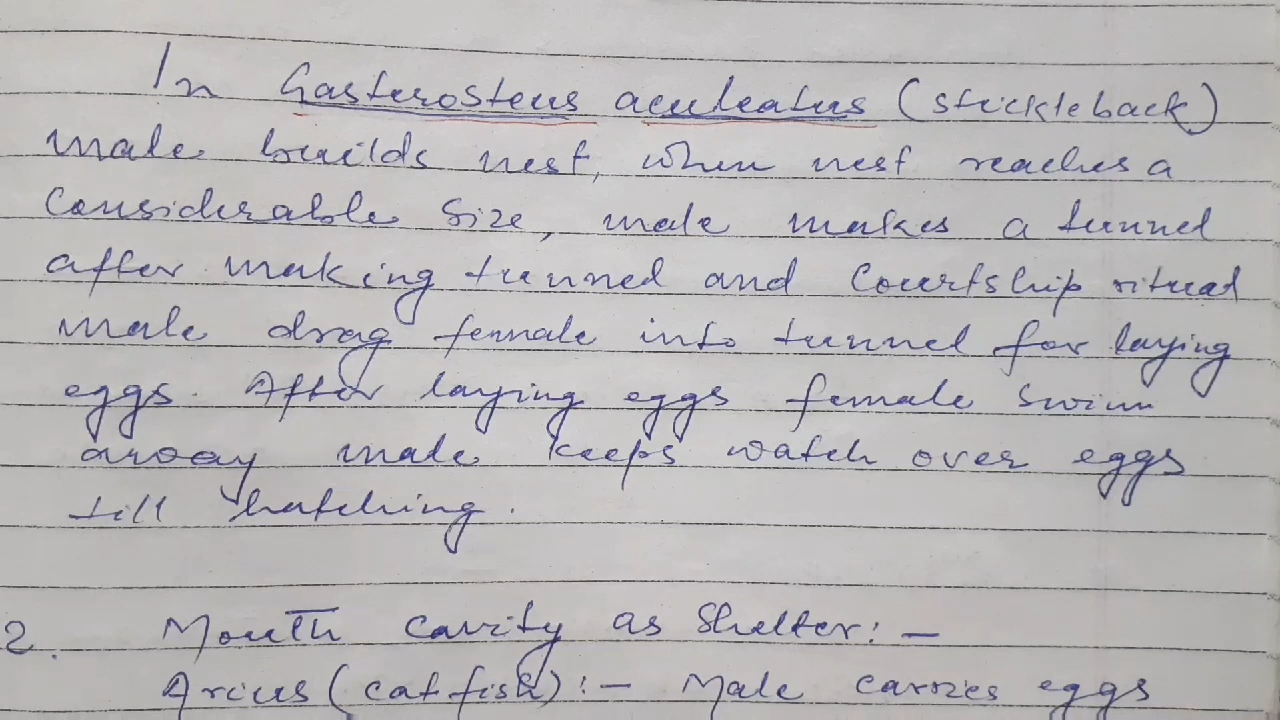 In Gasterosteus aculeatus (stickleback)
male builds nest, when nest reaches a
considerable size, male makes a tunnel
after making tunnel and courtship ritual
male drag female into tunnel for laying
eggs. After laying eggs female swim
away male keeps watch over eggs
till hatching.
2. Mouth cavity as Shelter: —
Arius (cat fish) : — Male carries eggs